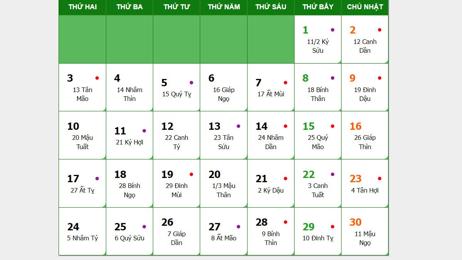 THỨ HAI THỨ BA THỨ TƯ THỨ NĂM THỨ SÁU THỨ BẢY CHỦ NHẬT
1 2
11/2 Kỷ Sửu 12 Canh Dần
3 4 5 6 7 8 9
13 Tân Mão 14 Nhâm Thìn 15 Quý Tỵ 16 Giáp Ngọ 17 Ất Mùi 18 Bính Thân 19 Đinh Dậu
10 11 12 13 14 15 16
20 Mậu Tuất 21 Kỷ Hợi 22 Canh Tý 23 Tân Sửu 24 Nhâm Dần 25 Quý Mão 26 Giáp Thìn
17 18 19 20 21 22 23
27 Ất Tỵ 28 Bính Ngọ 29 Đinh Mùi 1/3 Mậu Thân 2 Kỷ Dậu 3 Canh Tuất 4 Tân Hợi
24 25 26 27 28 29 30
5 Nhâm Tý 6 Quý Sửu 7 Giáp Dần 8 Ất Mão 9 Bính Thìn 10 Đinh Tỵ 11 Mậu Ngọ